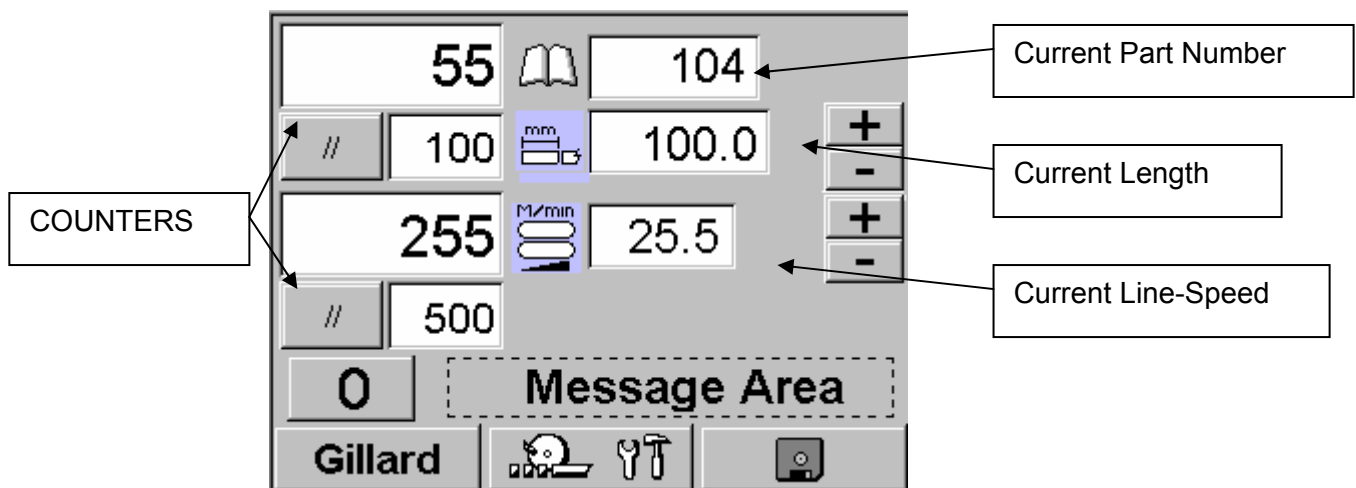 55
104
Current Part Number
//
100
mm
100.0
+
-
Current Length
COUNTERS
255
M/min
25.5
+
-
Current Line-Speed
//
500
0
Message Area
Gillard